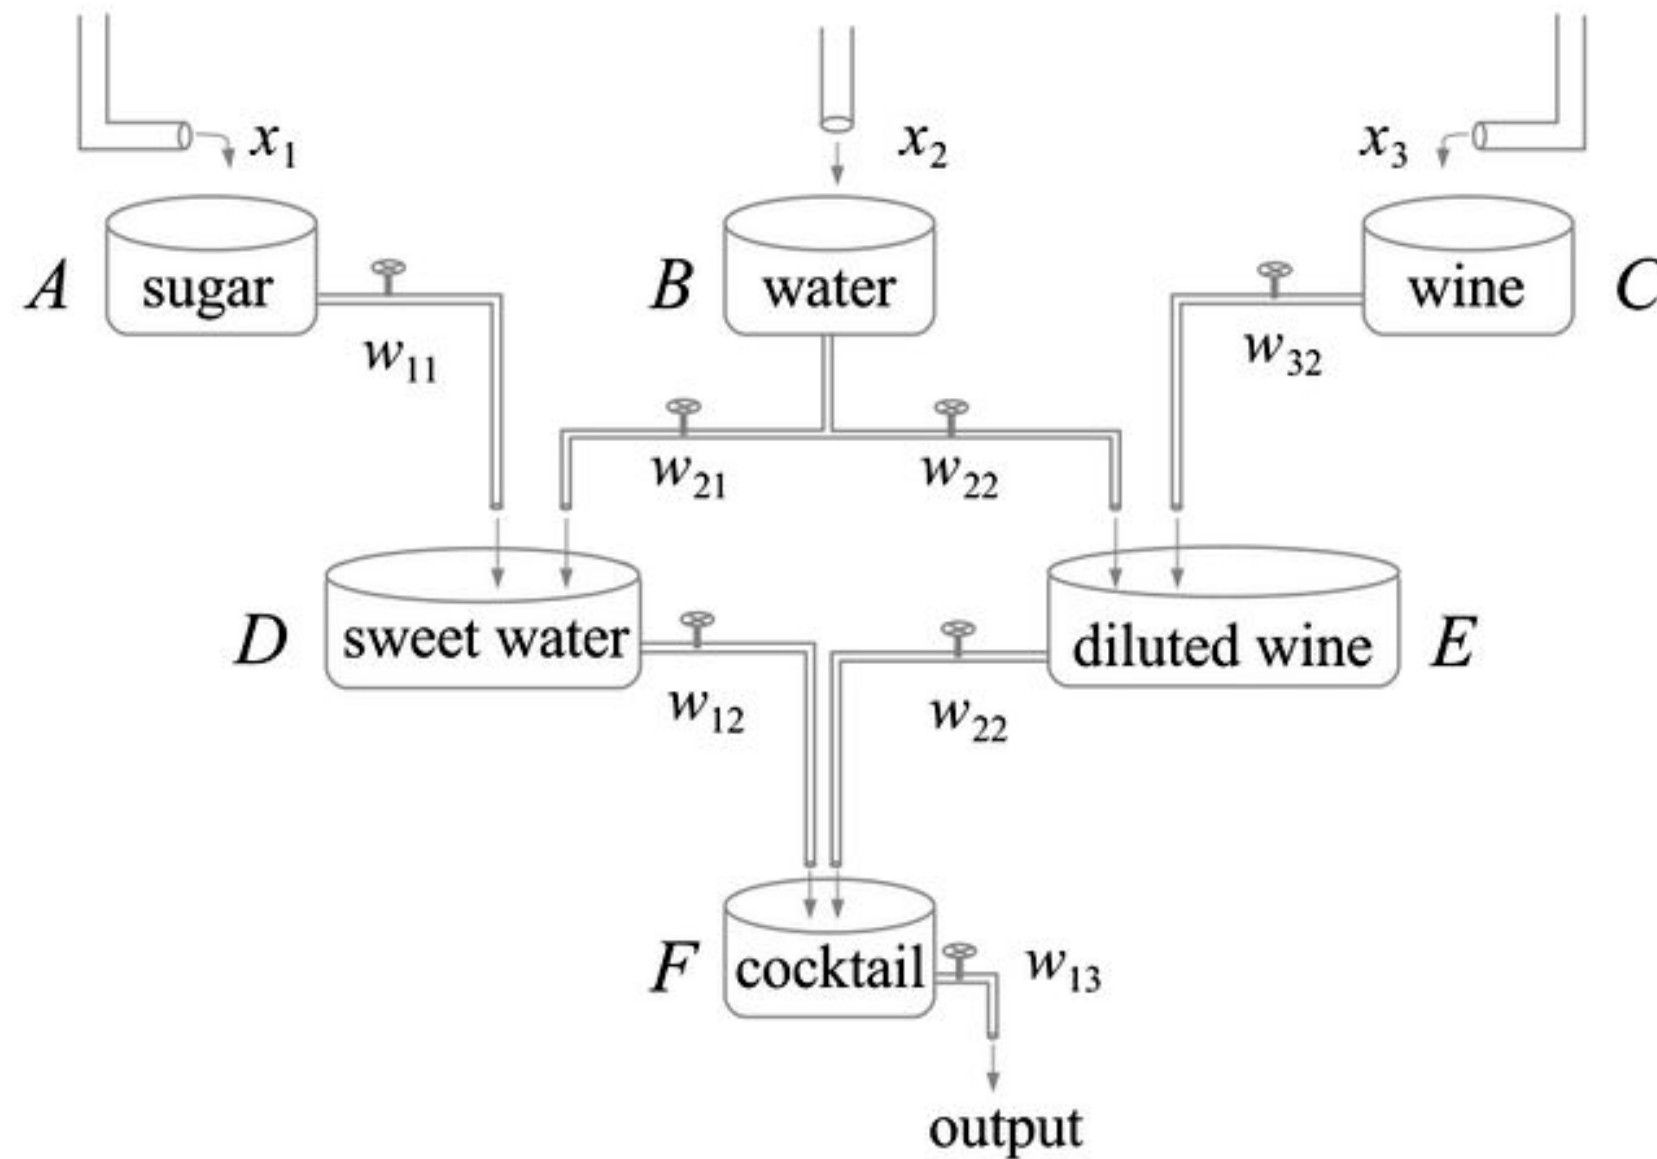 x₁ x₂ x₃
A sugar B water wine C
w₁₁ w₃₂
w₂₁ w₂₂
D sweet water diluted wine E
w₁₂ w₂₂
F cocktail w₁₃
output